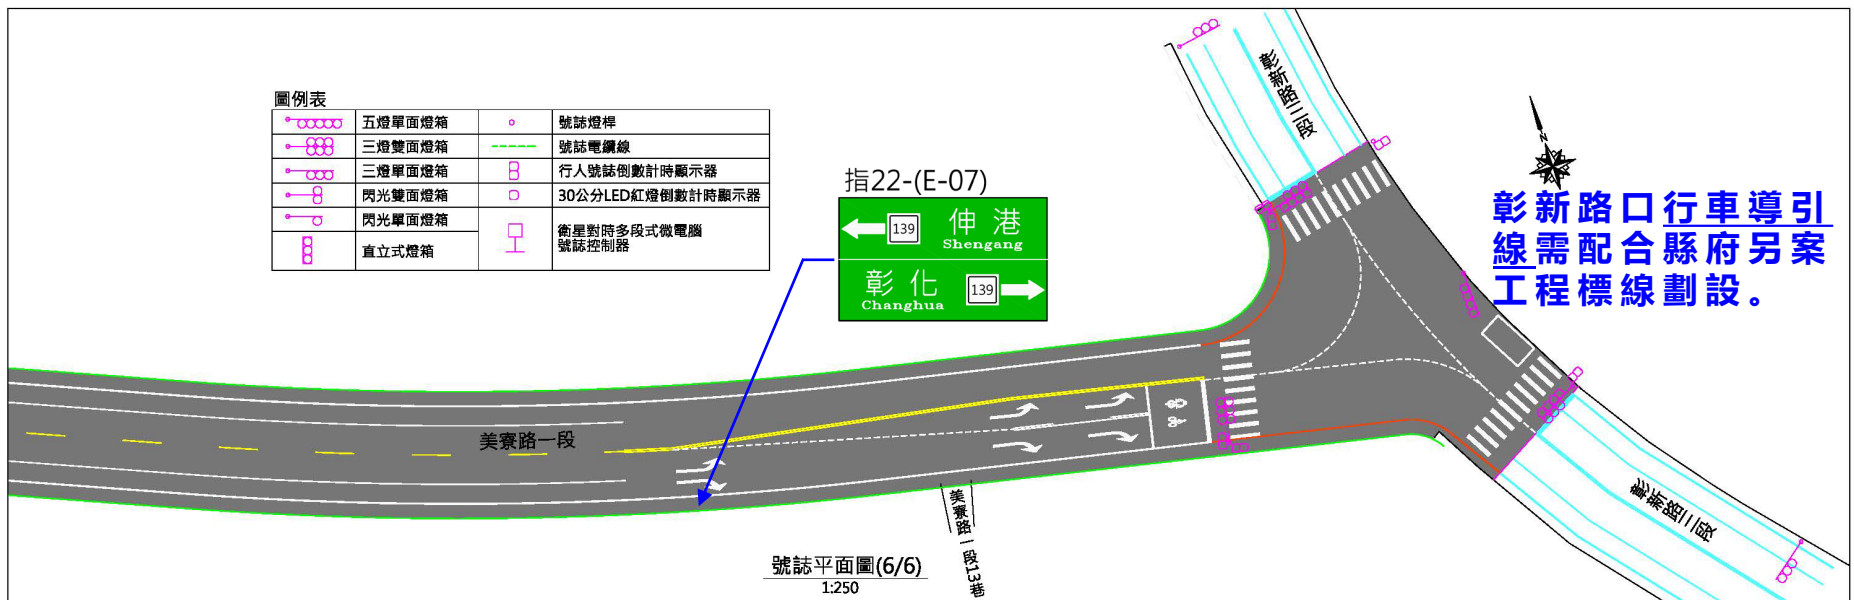 圖例表
五燈單面燈箱
號誌燈桿
三燈雙面燈箱
號誌電纜線
三燈單面燈箱
行人號誌倒數計時顯示器
閃光雙面燈箱
30公分LED紅燈倒數計時顯示器
閃光單面燈箱
直立式燈箱
衛星對時多段式微電腦
號誌控制器
指22-(E-07)
139
伸港
Shengang
彰化
Changhua
139
彰新路三段
N
彰新路口行車導引
線需配合縣府另案
工程標線劃設。
美寮路一段
美寮路一段13巷
彰新路三段
號誌平面圖(6/6)
1:250